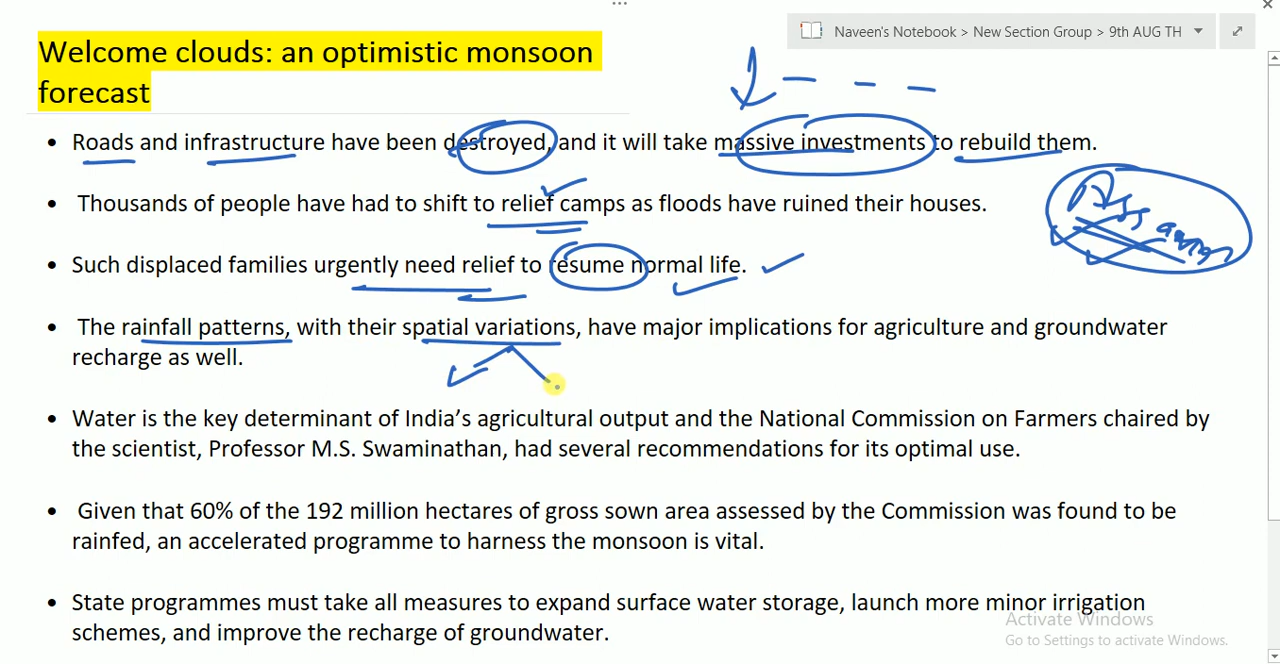 Naveen's Notebook > New Section Group > 9th AUG TH
Welcome clouds: an optimistic monsoon
forecast
• Roads and infrastructure have been destroyed, and it will take massive investments to rebuild them.
• Thousands of people have had to shift to relief camps as floods have ruined their houses.
• Such displaced families urgently need relief to resume normal life.
• The rainfall patterns, with their spatial variations, have major implications for agriculture and groundwater
recharge as well.
• Water is the key determinant of India's agricultural output and the National Commission on Farmers chaired by
the scientist, Professor M.S. Swaminathan, had several recommendations for its optimal use.
• Given that 60% of the 192 million hectares of gross sown area assessed by the Commission was found to be
rainfed, an accelerated programme to harness the monsoon is vital.
• State programmes must take all measures to expand surface water storage, launch more minor irrigation
schemes, and improve the recharge of groundwater.
Activate Windows
Go to Settings to activate Windows.